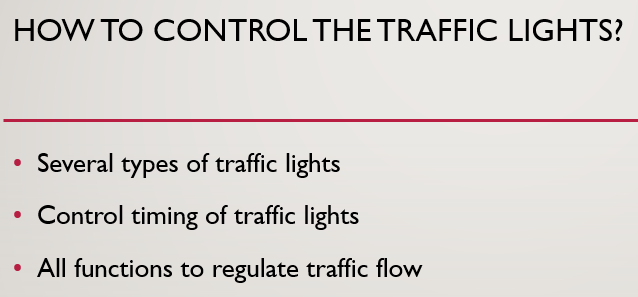 HOW TO CONTROL THE TRAFFIC LIGHTS?
• Several types of traffic lights
• Control timing of traffic lights
• All functions to regulate traffic flow